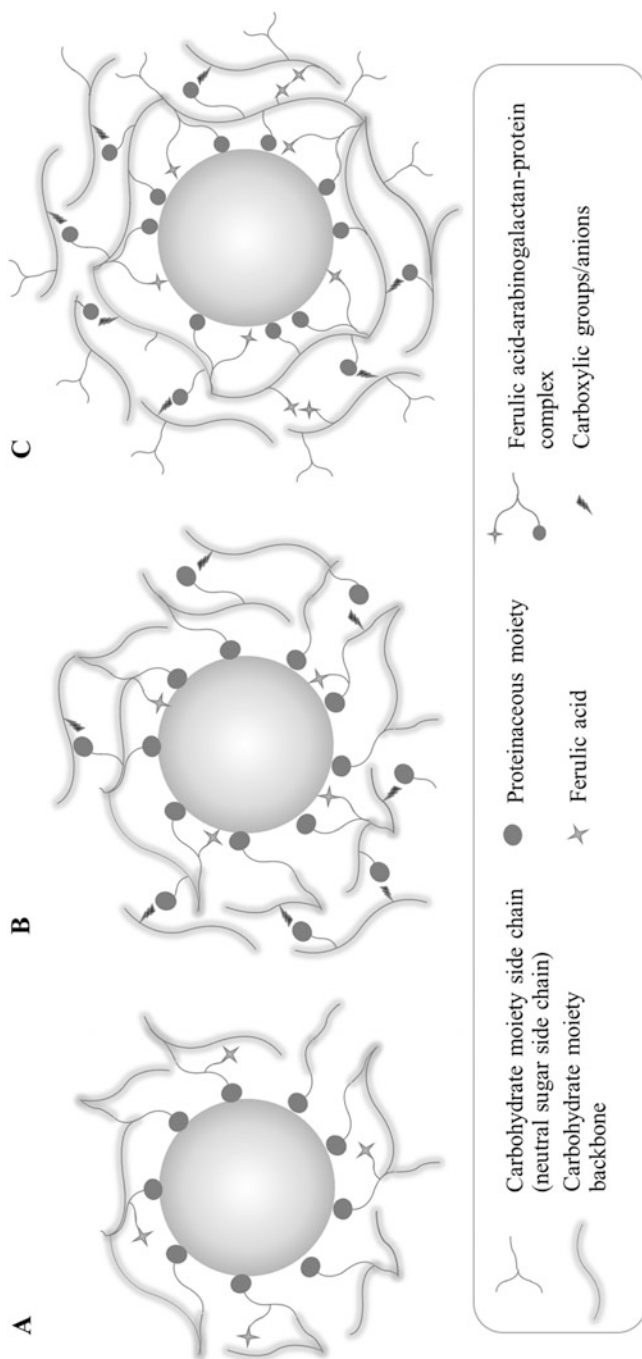 A
B
C
Carbohydrate moiety side chain
(neutral sugar side chain)
Carbohydrate moiety
backbone
Proteinaceous moiety
Ferulic acid
Ferulic acid-arabinogalactan-protein
complex
Carboxylic groups/anions